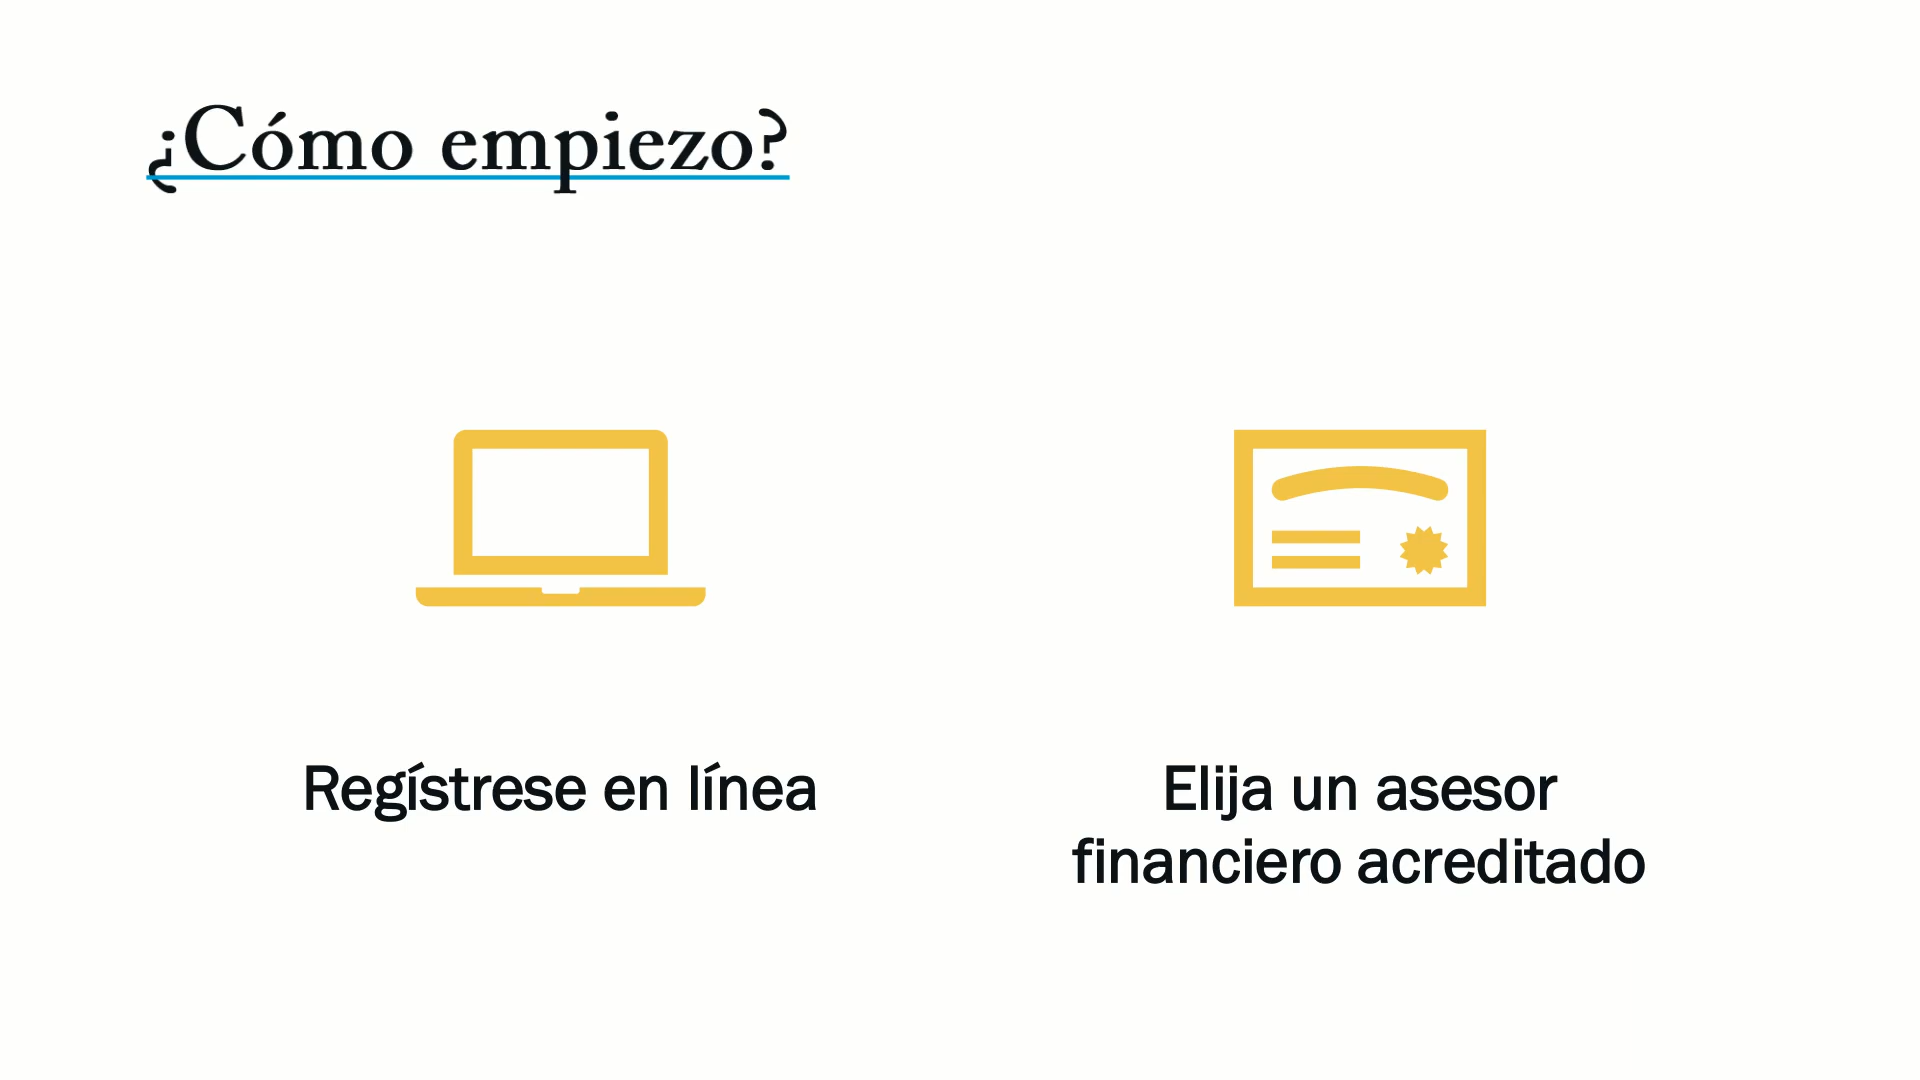 ¿Cómo empiezo?
Regístrese en línea
Elija un asesor
financiero acreditado